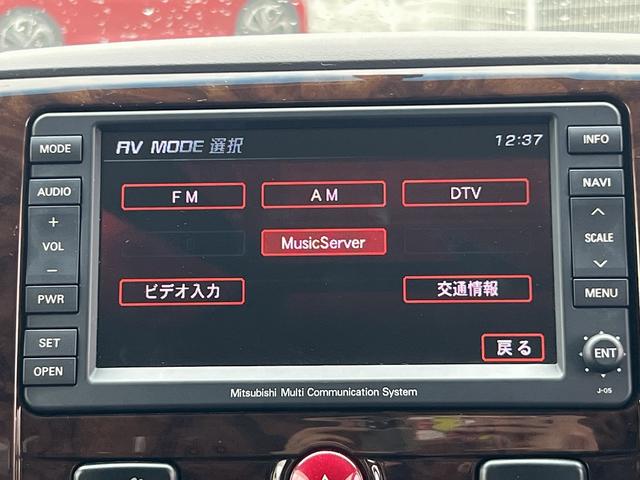 MODE
AUDIO
+
VOL
−
PWR
SET
OPEN
AV MODE 選択
12:37
FM
AM
DTV
MusicServer
ビデオ入力
交通情報
戻る
INFO
NAVI
SCALE
MENU
ENT
J-05
Mitsubishi Multi Communication System